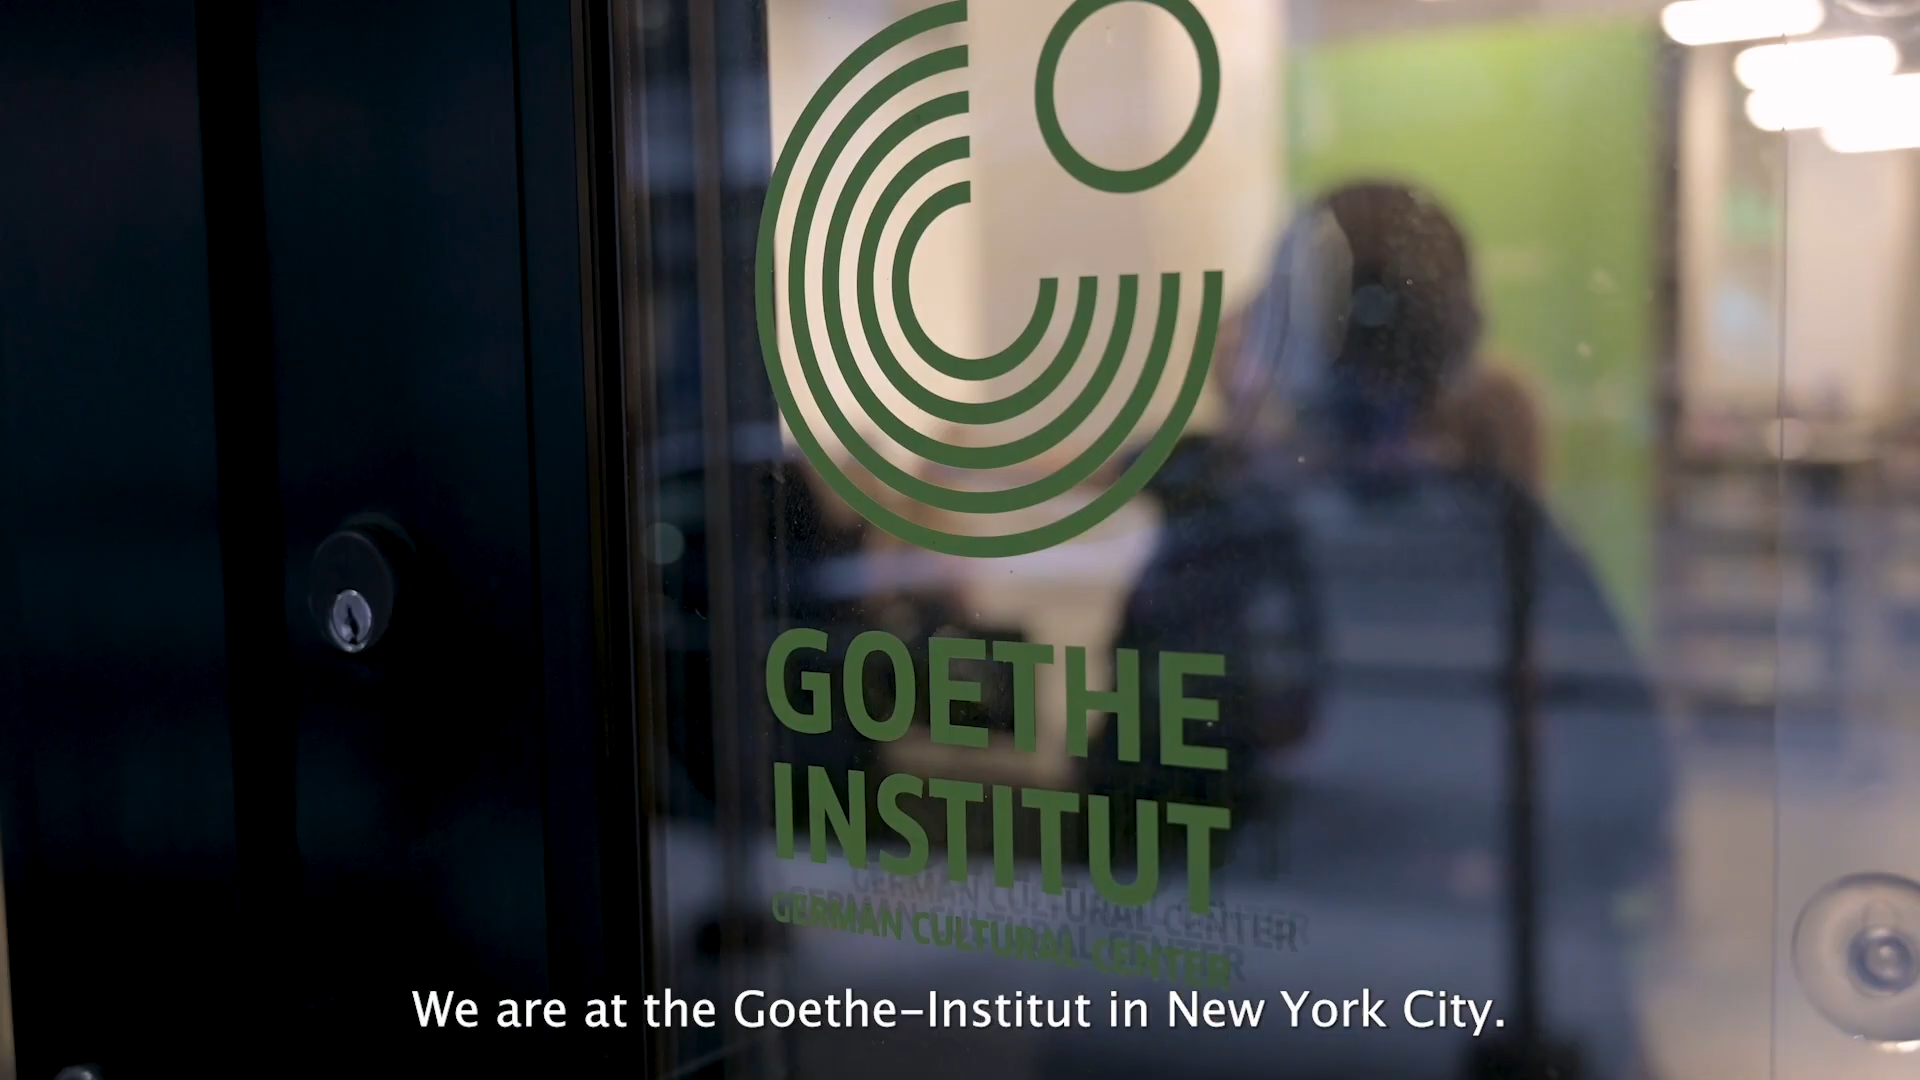 GOETHE
INSTITUT
GERMAN CULTURAL CENTER
We are at the Goethe-Institut in New York City.